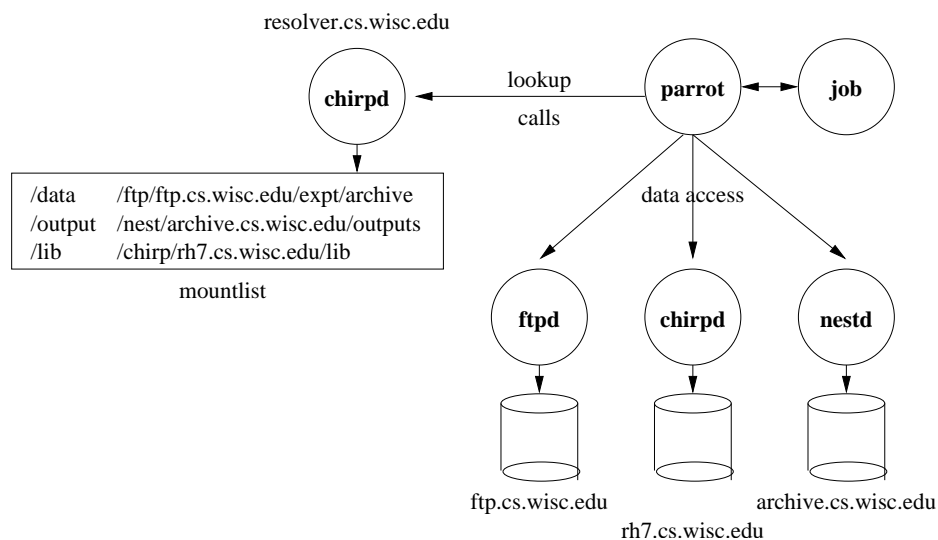 resolver.cs.wisc.edu
chirpd
lookup
calls
parrot
job
/data /ftp/ftp.cs.wisc.edu/expt/archive
/output /nest/archive.cs.wisc.edu/outputs
/lib /chirp/rh7.cs.wisc.edu/lib
mountlist
data access
ftpd
chirpd
nestd
ftp.cs.wisc.edu
rh7.cs.wisc.edu
archive.cs.wisc.edu